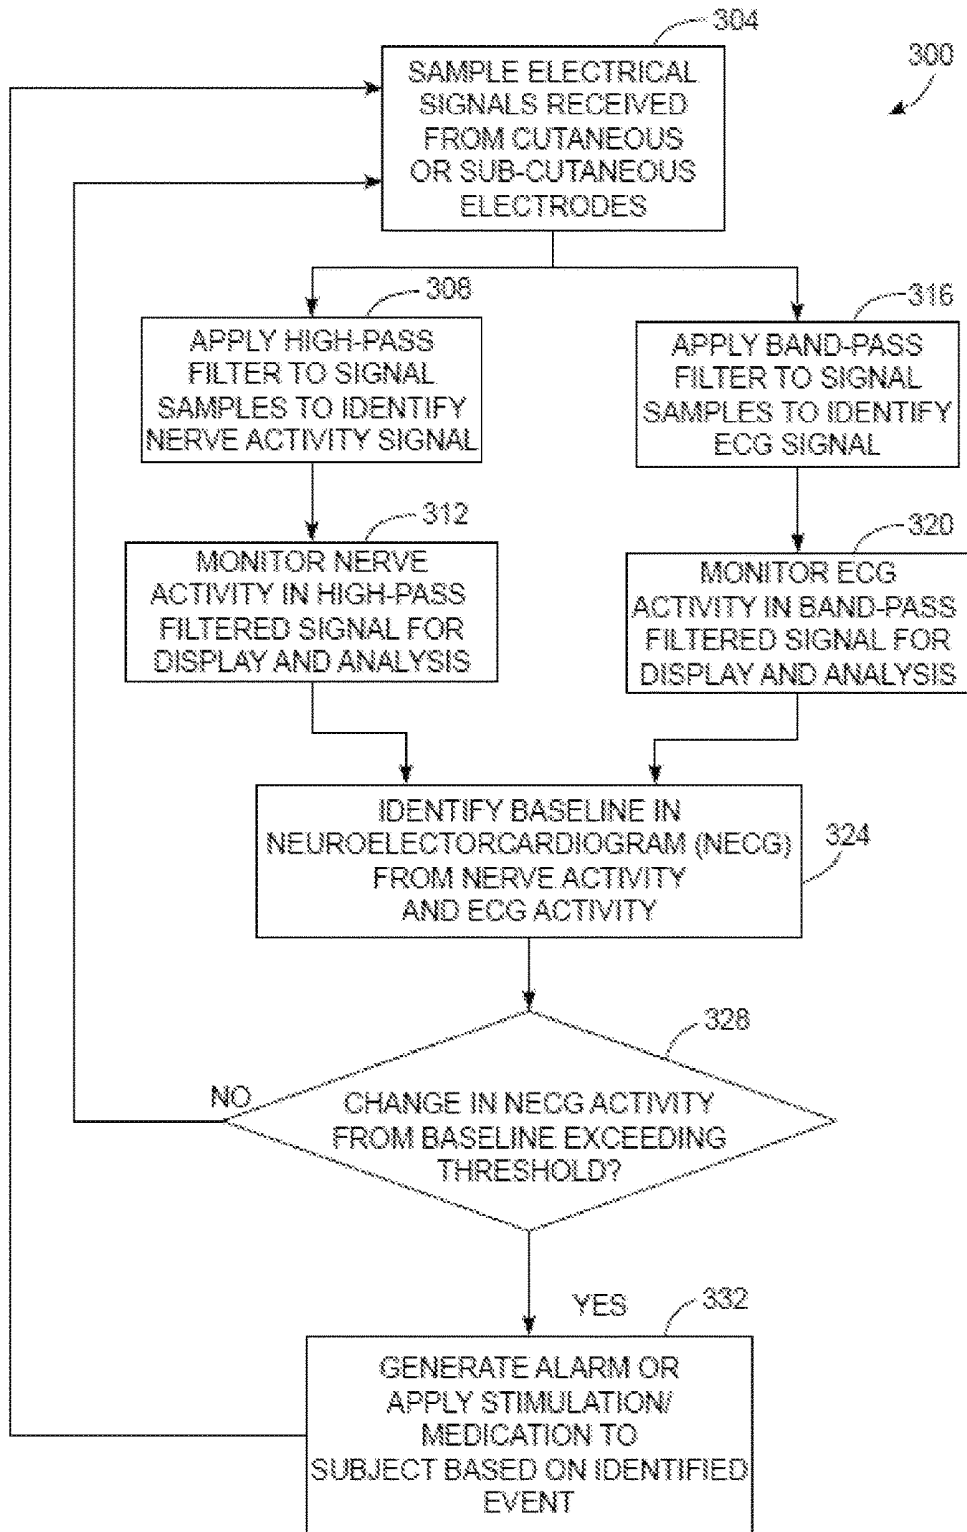 304
300
SAMPLE ELECTRICAL
SIGNALS RECEIVED
FROM CUTANEOUS
OR SUB-CUTANEOUS
ELECTRODES
308
APPLY HIGH-PASS
FILTER TO SIGNAL
SAMPLES TO IDENTIFY
NERVE ACTIVITY SIGNAL
316
APPLY BAND-PASS
FILTER TO SIGNAL
SAMPLES TO IDENTIFY
ECG SIGNAL
312
MONITOR NERVE
ACTIVITY IN HIGH-PASS
FILTERED SIGNAL FOR
DISPLAY AND ANALYSIS
320
MONITOR ECG
ACTIVITY IN BAND-PASS
FILTERED SIGNAL FOR
DISPLAY AND ANALYSIS
IDENTIFY BASELINE IN
NEUROELECTORCARDIOGRAM (NECG)
FROM NERVE ACTIVITY
AND ECG ACTIVITY
324
328
NO
CHANGE IN NECG ACTIVITY
FROM BASELINE EXCEEDING
THRESHOLD?
YES
332
GENERATE ALARM OR
APPLY STIMULATION/
MEDICATION TO
SUBJECT BASED ON IDENTIFIED
EVENT